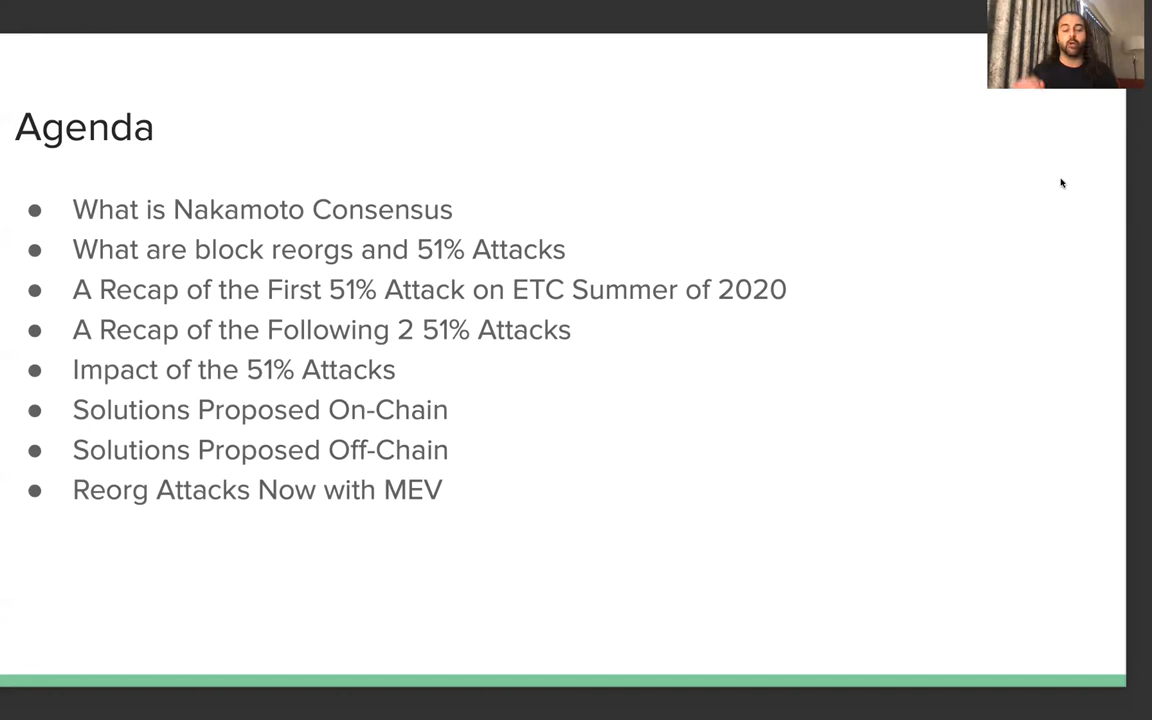 Agenda
● What is Nakamoto Consensus
● What are block reorgs and 51% Attacks
● A Recap of the First 51% Attack on ETC Summer of 2020
● A Recap of the Following 2 51% Attacks
● Impact of the 51% Attacks
● Solutions Proposed On-Chain
● Solutions Proposed Off-Chain
● Reorg Attacks Now with MEV